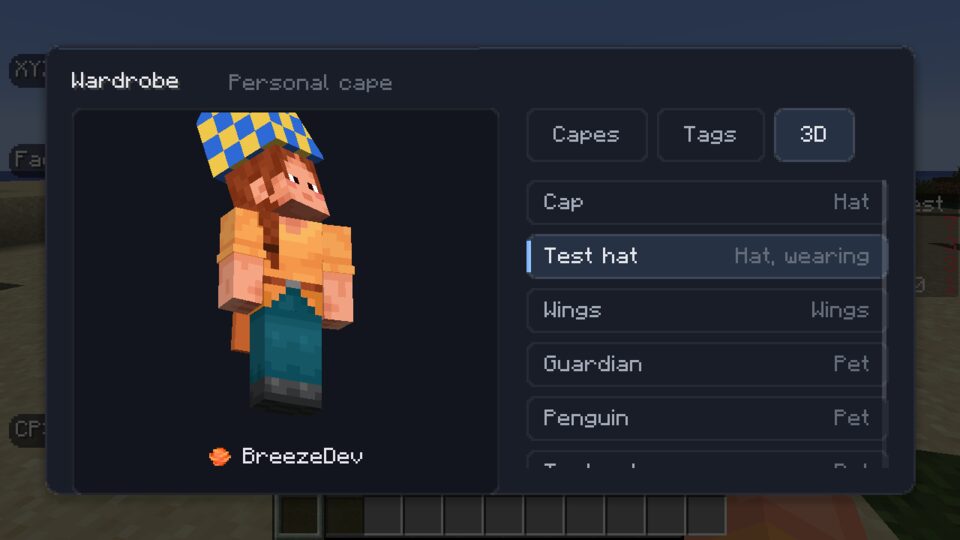 Wardrobe
Personal cape
Capes
Tags
3D
Cap
Hat
Test hat
Hat, wearing
Wings
Wings
Guardian
Pet
Penguin
Pet
BreezeDev